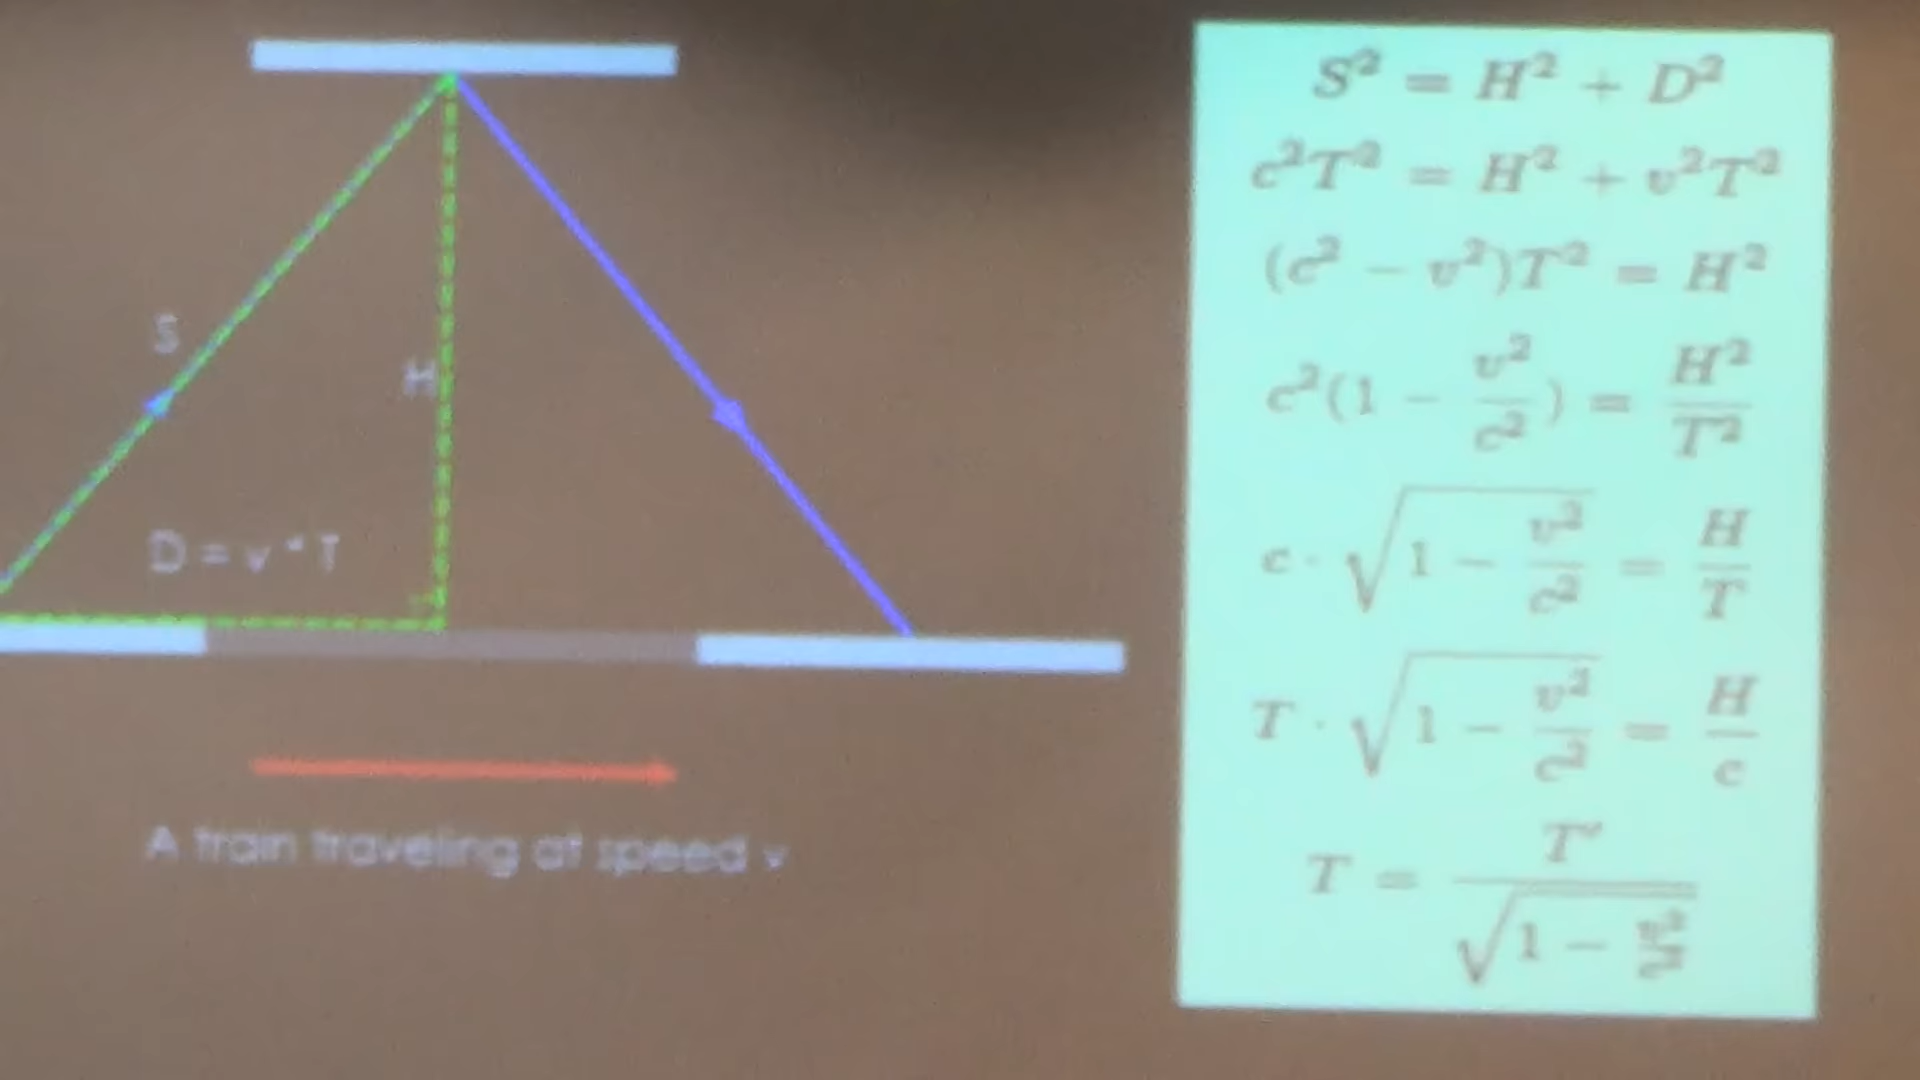 S
H
D = v * T
A train traveling at speed v
S² = H² + D²
c²T² = H² + v²T²
(c² − v²)T² = H²
c²(1 − v²/c²) = H²/T²
c · √(1 − v²/c²) = H/T
T · √(1 − v²/c²) = H/c
T = T′/√(1 − v²/c²)